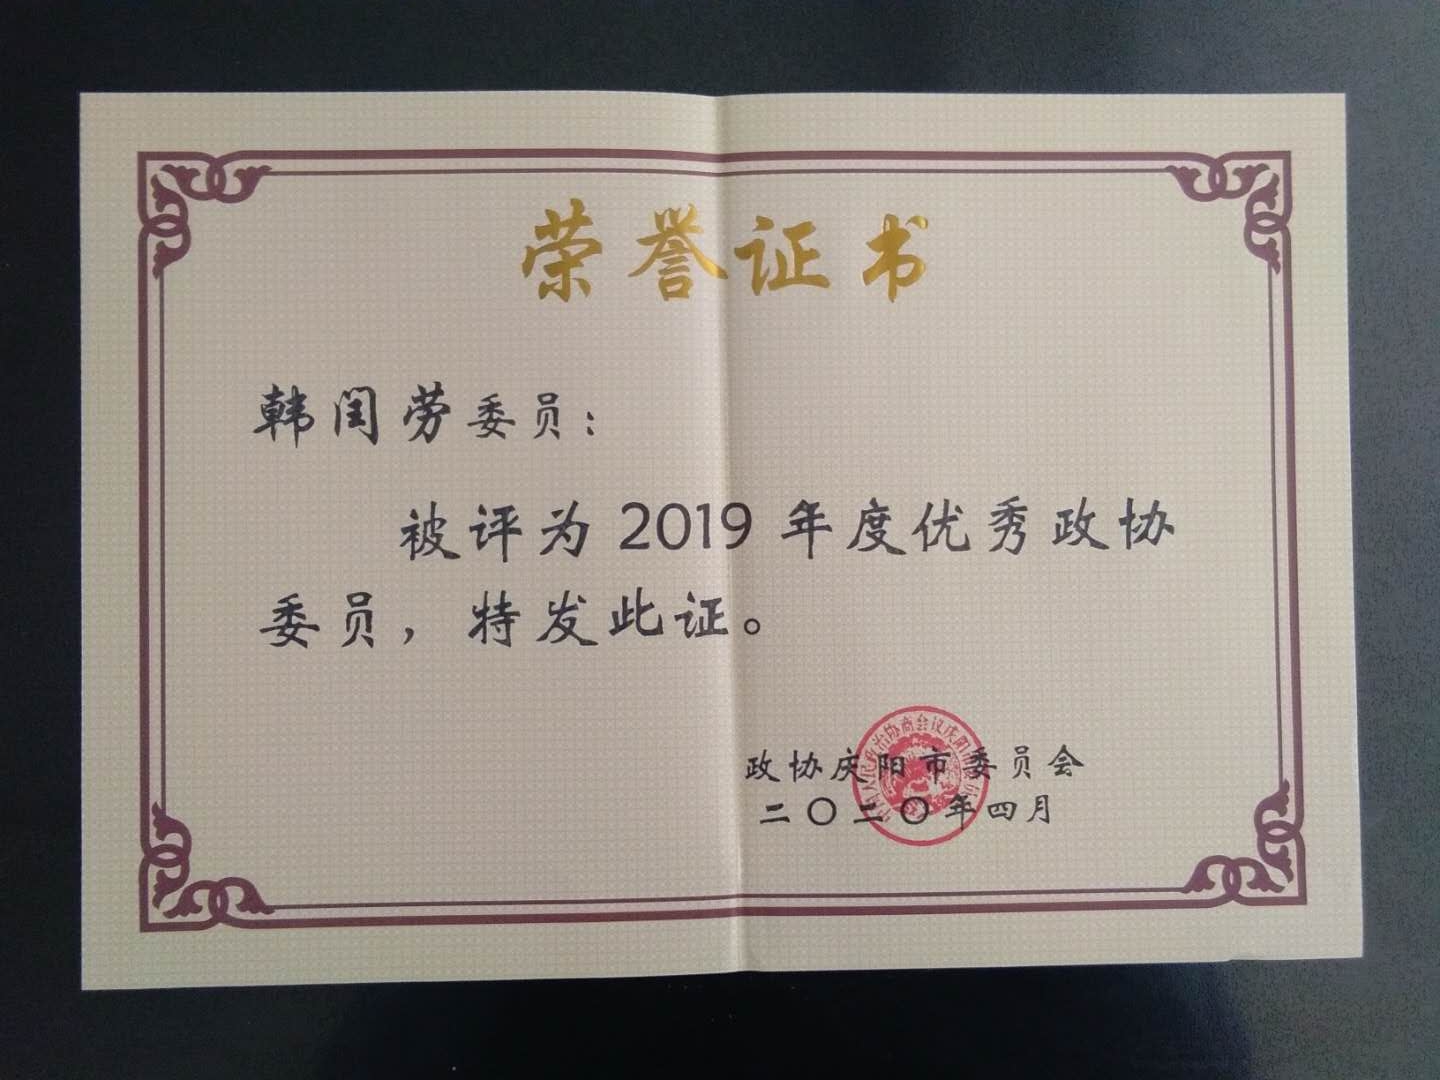 荣誉证书
韩闰劳委员：
被评为2019年度优秀政协
委员，特发此证。
政协庆阳市委员会
二〇二〇年四月